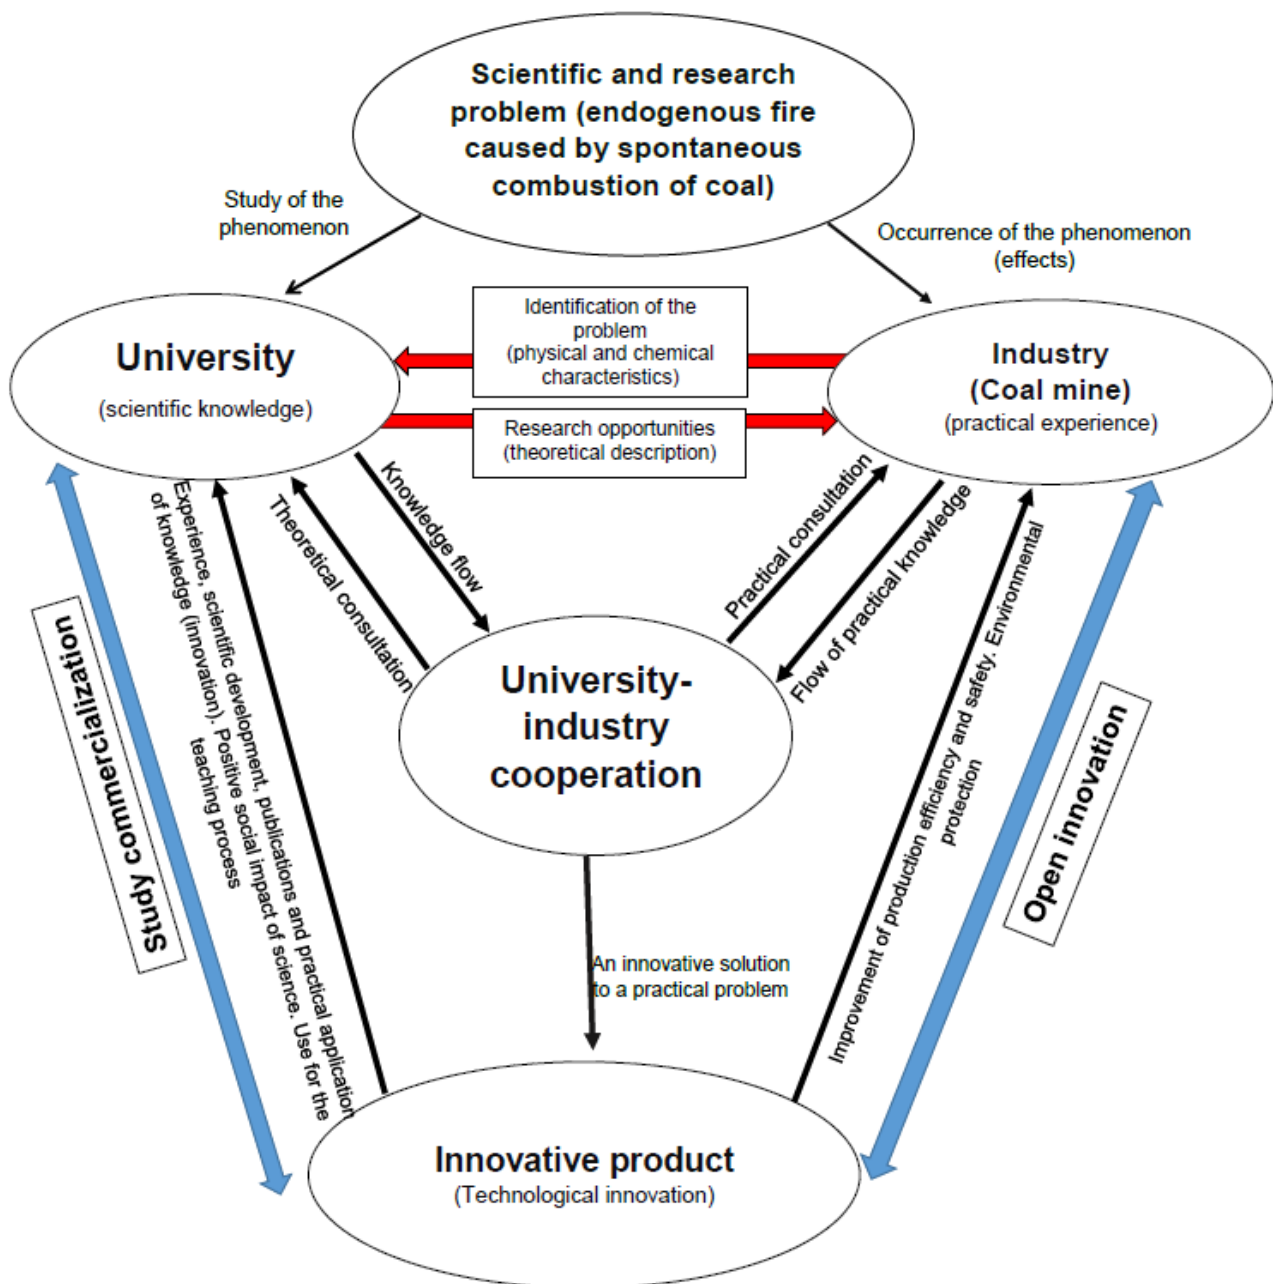 Scientific and research
problem (endogenous fire
caused by spontaneous
combustion of coal)
Study of the
phenomenon
Occurrence of the phenomenon
(effects)
Identification of the
problem
(physical and chemical
characteristics)
University
(scientific knowledge)
Industry
(Coal mine)
(practical experience)
Research opportunities
(theoretical description)
Knowledge flow
Theoretical consultation
Practical consultation
Flow of practical knowledge
Experience, scientific development, publications and practical application
of knowledge (innovation). Positive social impact of science. Use for the
teaching process
Study commercialization
University-
industry
cooperation
Improvement of production efficiency and safety. Environmental
protection
Open innovation
An innovative solution
to a practical problem
Innovative product
(Technological innovation)